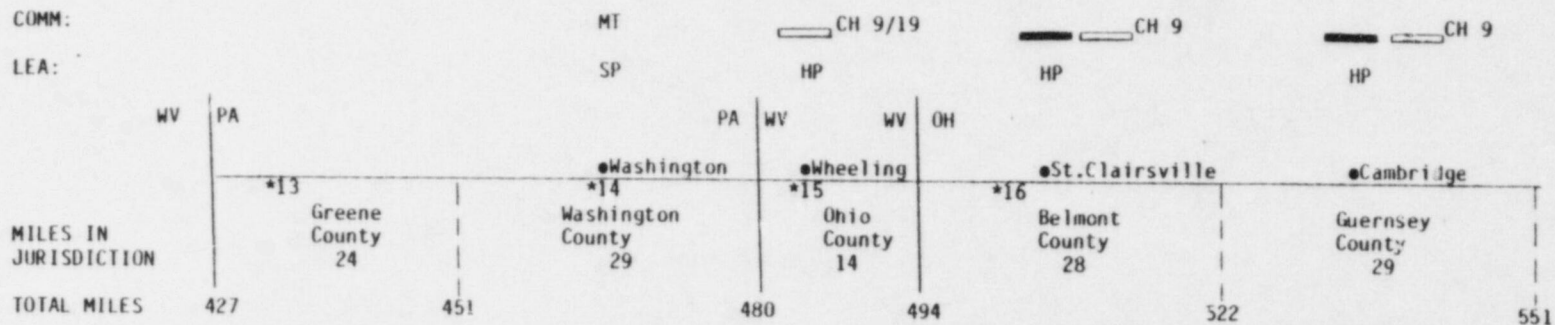 COMM: MT CH 9/19 CH 9 CH 9
LEA: SP HP HP HP
WV PA PA WV WV OH
●Washington ●Wheeling ●St.Clairsville ●Cambridge
*13 *14 *15 *16
Greene Washington Ohio Belmont Guernsey
County County County County County
MILES IN
JURISDICTION 24 29 14 28 29
TOTAL MILES 427 451 480 494 522 551